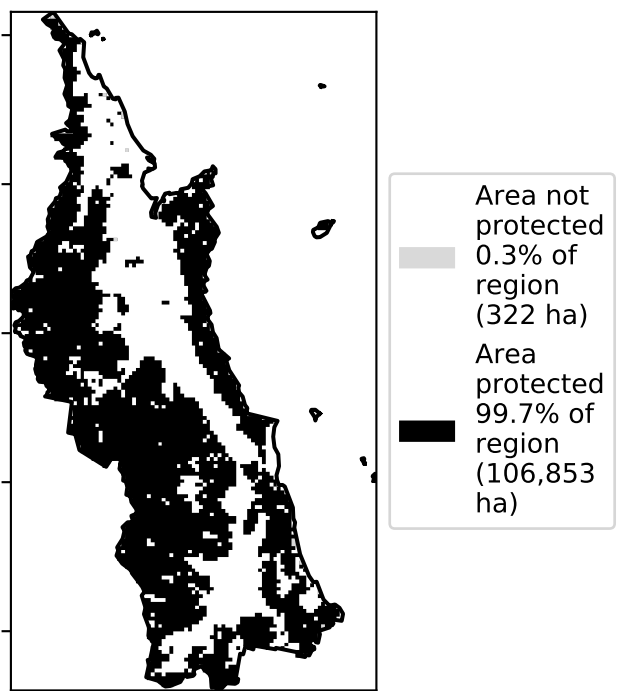 Area not
protected
0.3% of
region
(322 ha)
Area
protected
99.7% of
region
(106,853
ha)